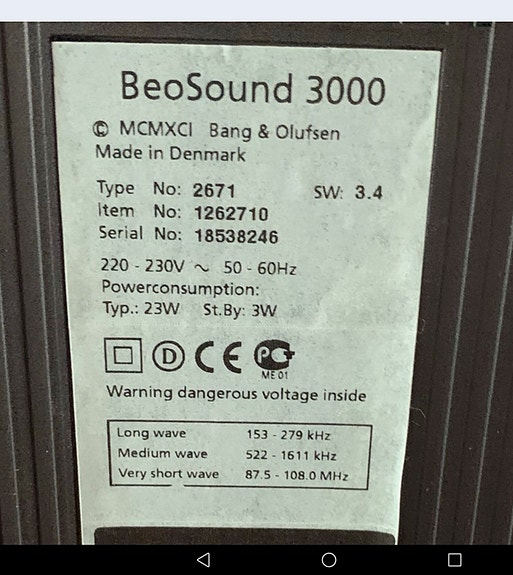 BeoSound 3000
© MCMXCI Bang & Olufsen
Made in Denmark
Type No: 2671 SW: 3.4
Item No: 1262710
Serial No: 18538246
220 - 230V ~ 50 - 60Hz
Powerconsumption:
Typ.: 23W St.By: 3W
D CE PC
ME 01
Warning dangerous voltage inside
Long wave 153 - 279 kHz
Medium wave 522 - 1611 kHz
Very short wave 87.5 - 108.0 MHz